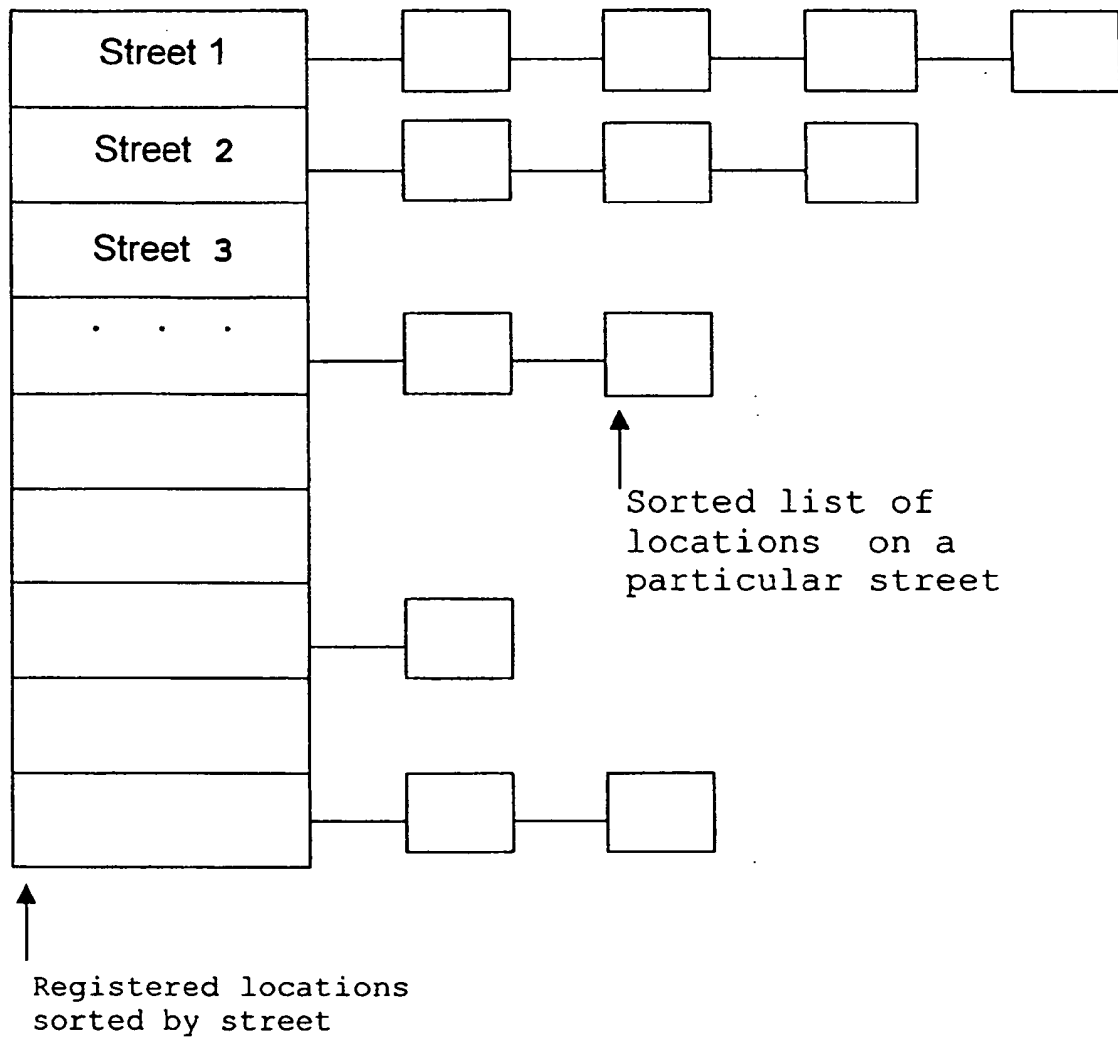 Street 1
Street 2
Street 3
. . .
Sorted list of
locations on a
particular street
Registered locations
sorted by street